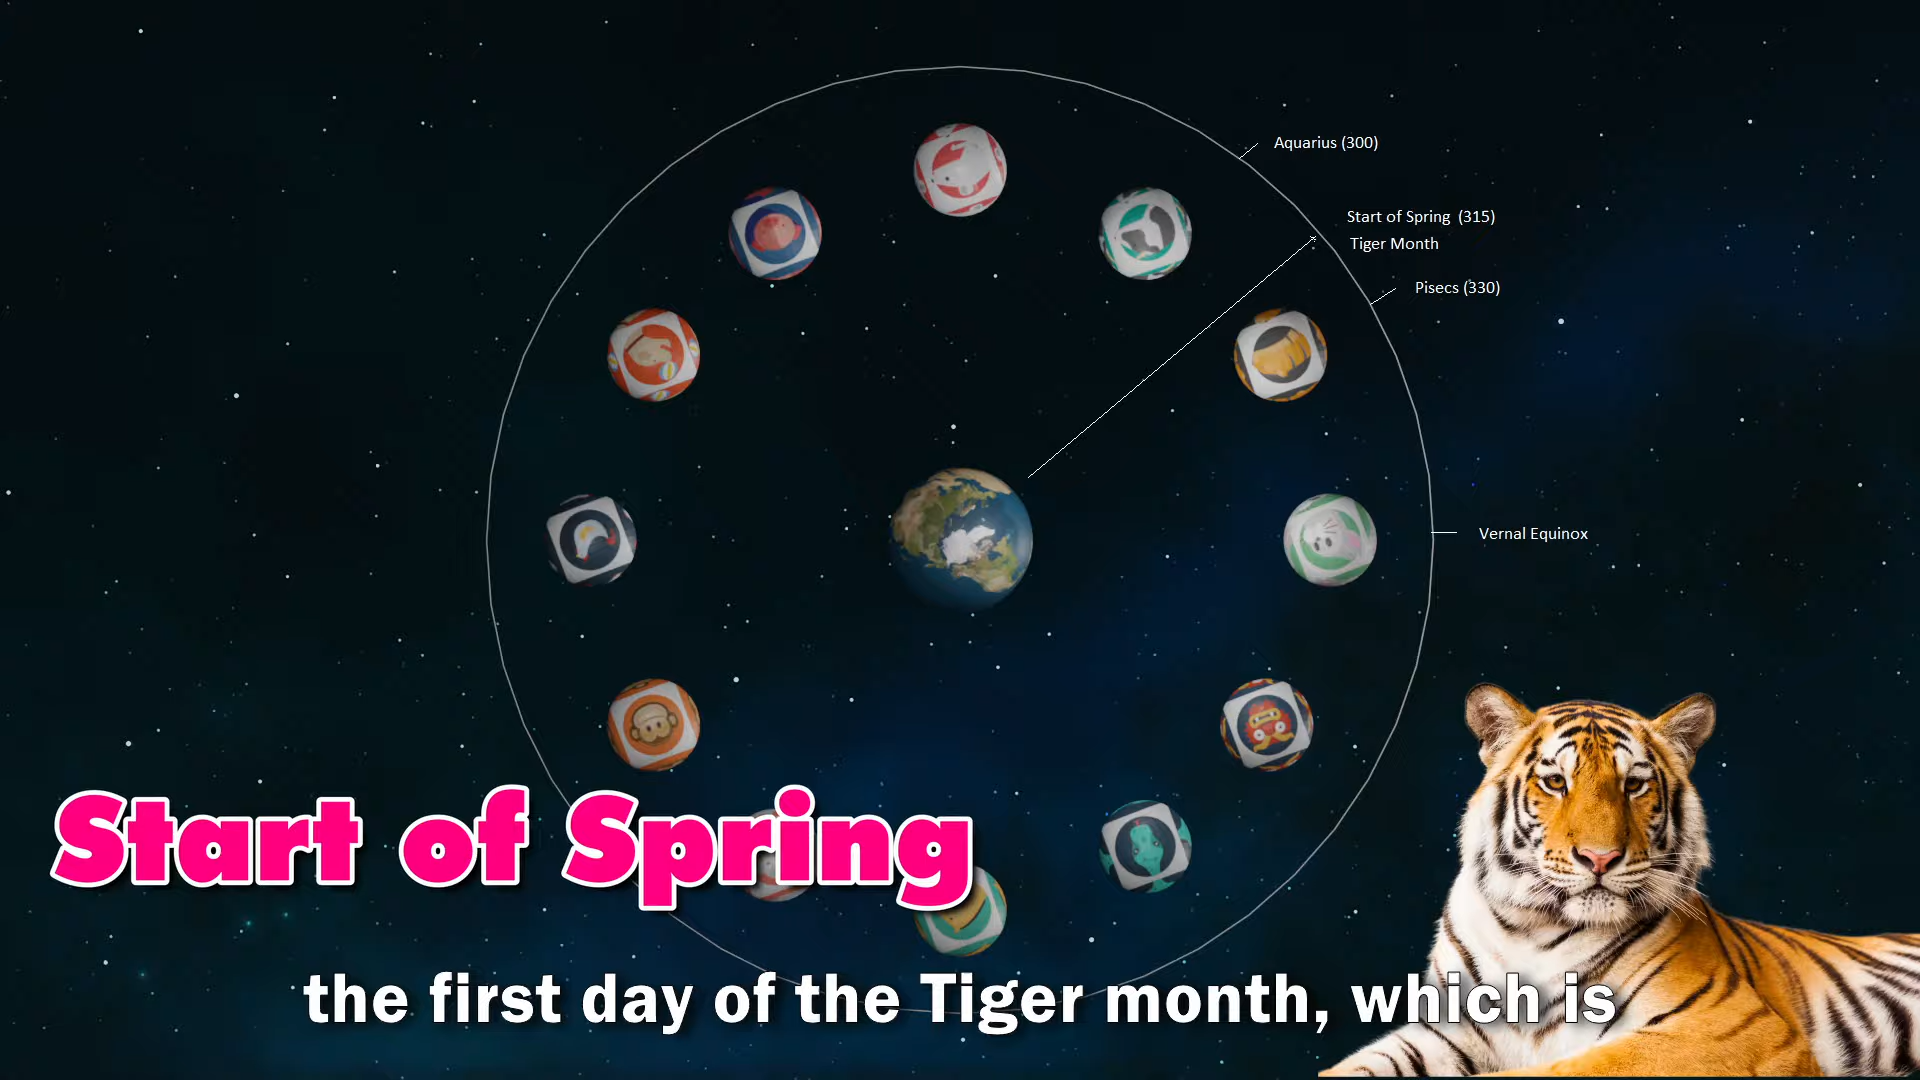 Aquarius (300)
Start of Spring (315)
Tiger Month
Pisecs (330)
Vernal Equinox
Start of Spring
the first day of the Tiger month, which is